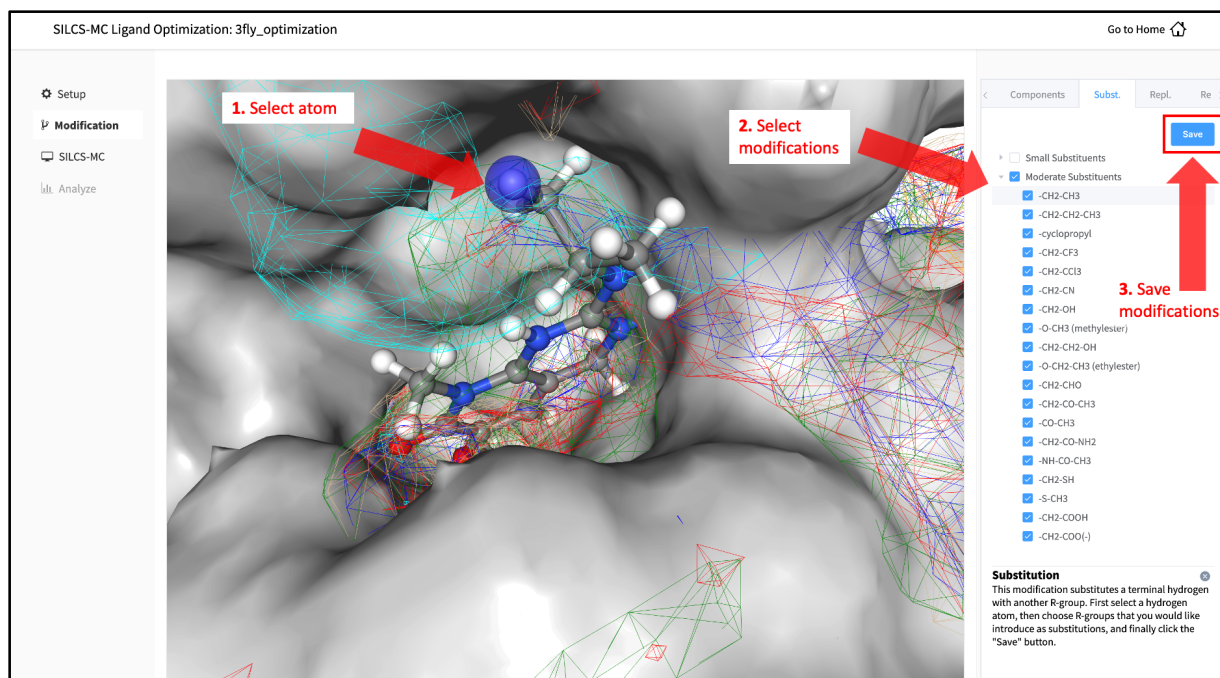 SILCS-MC Ligand Optimization: 3fly_optimization
Go to Home
Setup
Modification
SILCS-MC
Analyze
1. Select atom
2. Select
modifications
Components
Subst.
Repl.
Re
Save
Small Substituents
Moderate Substituents
-CH2-CH3
-CH2-CH2-CH3
-cyclopropyl
-CH2-CF3
-CH2-CCl3
-CH2-CN
-CH2-OH
-O-CH3 (methylester)
-CH2-CH2-OH
-O-CH2-CH3 (ethylester)
-CH2-CHO
-CH2-CO-CH3
-CO-CH3
-CH2-CO-NH2
-NH-CO-CH3
-CH2-SH
-S-CH3
-CH2-COOH
-CH2-COO(-)
3. Save
modifications
Substitution
This modification substitutes a terminal hydrogen
with another R-group. First select a hydrogen
atom, then choose R-groups that you would like
introduce as substitutions, and finally click the
"Save" button.